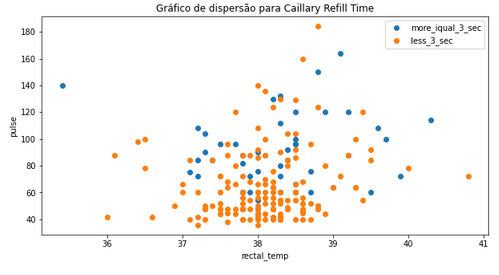 Gráfico de dispersão para Caillary Refill Time
more_iqual_3_sec
less_3_sec
180
160
140
120
100
80
60
40
pulse
36
37
38
39
40
41
rectal_temp